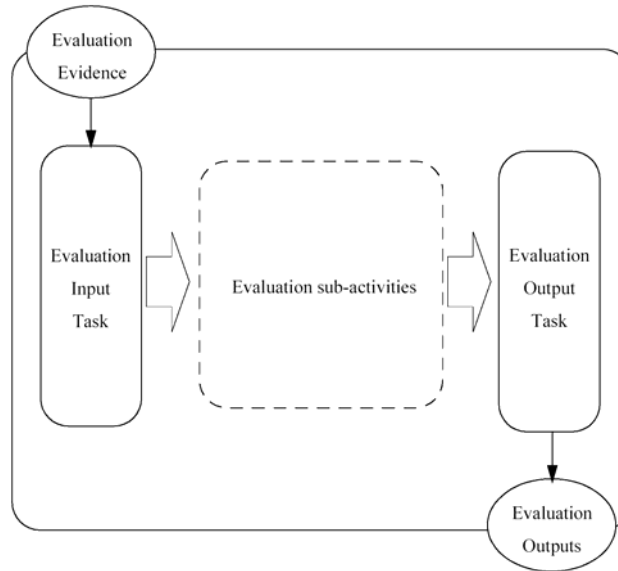 Evaluation
Evidence
Evaluation
Input
Task
Evaluation sub-activities
Evaluation
Output
Task
Evaluation
Outputs